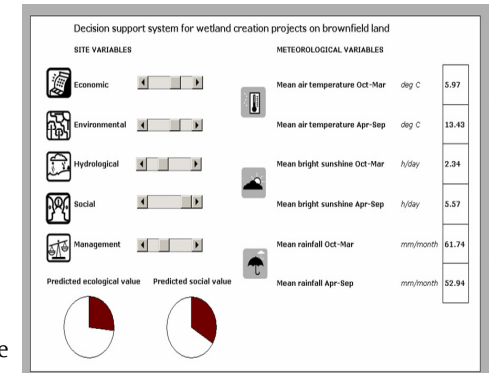 Decision support system for wetland creation projects on brownfield land
SITE VARIABLES
METEOROLOGICAL VARIABLES
Economic
Mean air temperature Oct-Mar deg C 5.97
Environmental
Mean air temperature Apr-Sep deg C 13.43
Hydrological
Mean bright sunshine Oct-Mar h/day 2.34
Social
Mean bright sunshine Apr-Sep h/day 5.57
Management
Mean rainfall Oct-Mar mm/month 61.74
Mean rainfall Apr-Sep mm/month 52.94
Predicted ecological value
Predicted social value
e